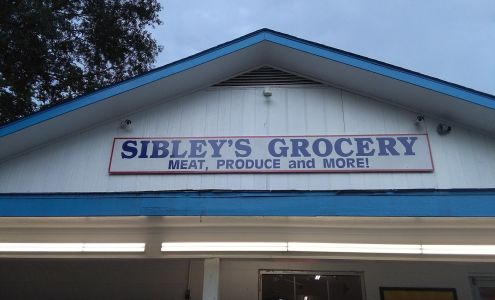 SIBLEY'S GROCERY
MEAT, PRODUCE and MORE!